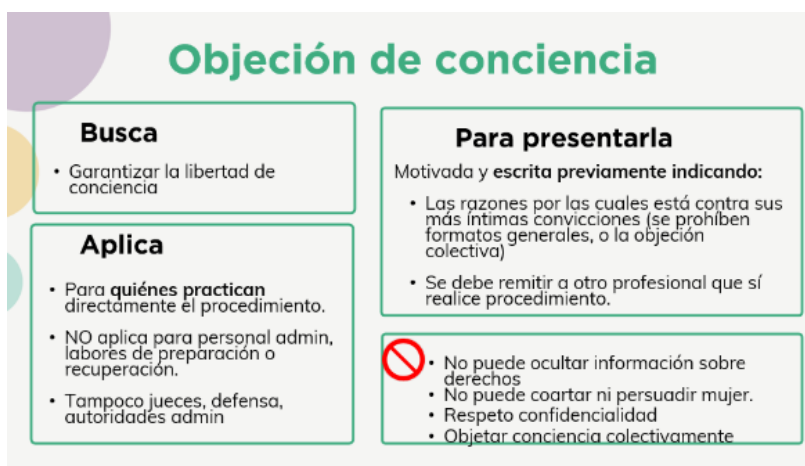 Objeción de conciencia
Busca
• Garantizar la libertad de
conciencia
Aplica
• Para quiénes practican
directamente el procedimiento.
• NO aplica para personal admin,
labores de preparación o
recuperación.
• Tampoco jueces, defensa,
autoridades admin
Para presentarla
Motivada y escrita previamente indicando:
• Las razones por las cuales está contra sus
más íntimas convicciones (se prohíben
formatos generales, o la objeción
colectiva)
• Se debe remitir a otro profesional que sí
realice procedimiento.
• No puede ocultar información sobre
derechos
• No puede coartar ni persuadir mujer.
• Respeto confidencialidad
• Objetar conciencia colectivamente